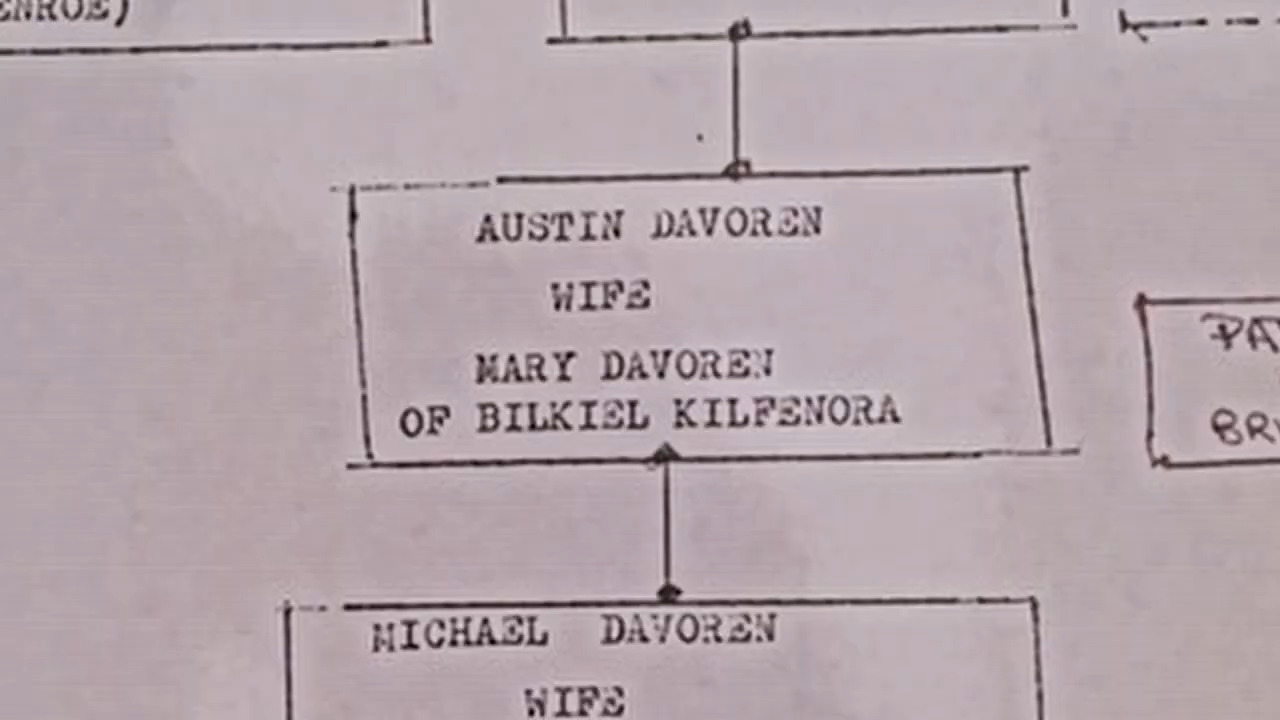 AUSTIN DAVOREN
WIFE
MARY DAVOREN
OF BILKIEL KILFENORA
MICHAEL DAVOREN
WIFE